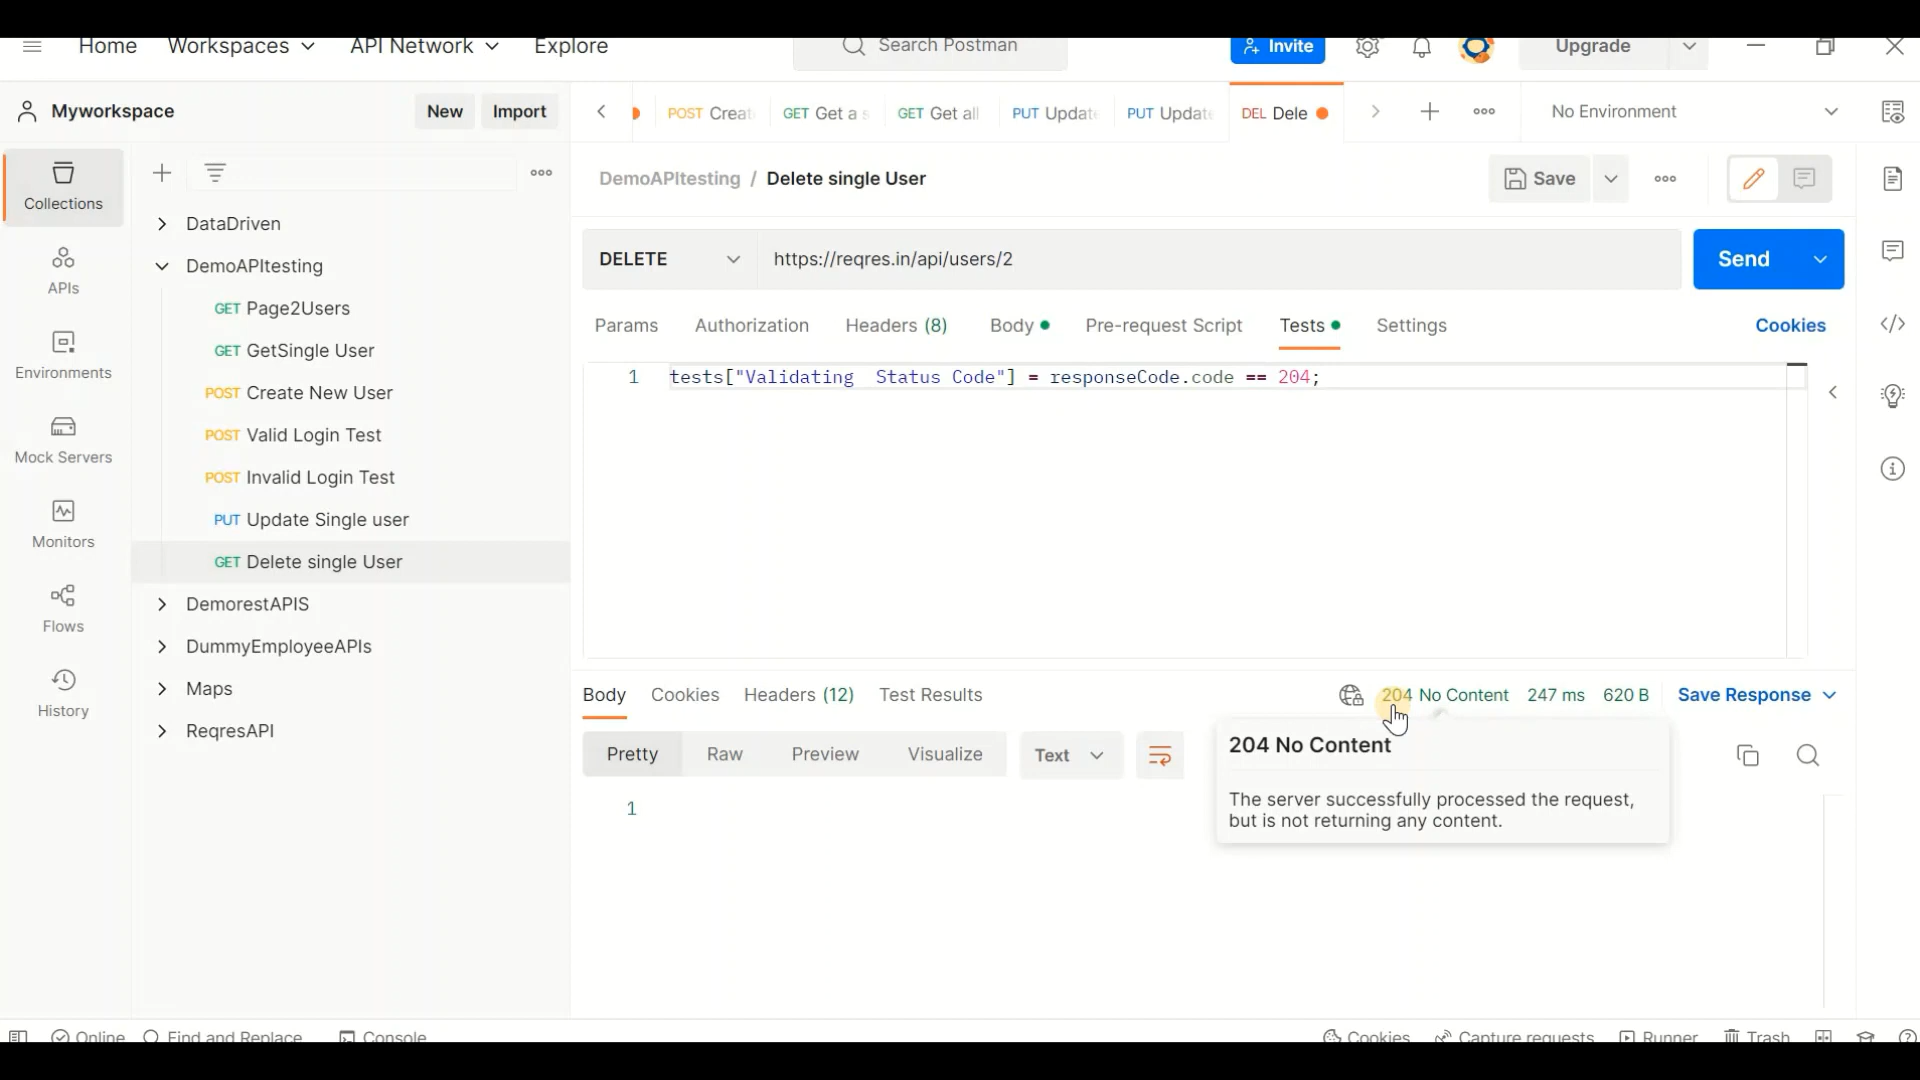 Home Workspaces API Network Explore Search Postman Invite Upgrade
Myworkspace New Import
POST Creat GET Get a s GET Get all PUT Update PUT Update DEL Dele No Environment
Collections
APIs
Environments
Mock Servers
Monitors
Flows
History
DataDriven
DemoAPItesting
GET Page2Users
GET GetSingle User
POST Create New User
POST Valid Login Test
POST Invalid Login Test
PUT Update Single user
GET Delete single User
DemorestAPIS
DummyEmployeeAPIs
Maps
ReqresAPI
DemoAPItesting / Delete single User Save
DELETE https://reqres.in/api/users/2 Send
Params Authorization Headers (8) Body Pre-request Script Tests Settings Cookies
1 tests["Validating  Status Code"] = responseCode.code == 204;
Body Cookies Headers (12) Test Results 204 No Content 247 ms 620 B Save Response
Pretty Raw Preview Visualize Text
204 No Content
The server successfully processed the request,
but is not returning any content.
1
Online Find and Replace Console Cookies Capture requests Runner Trash